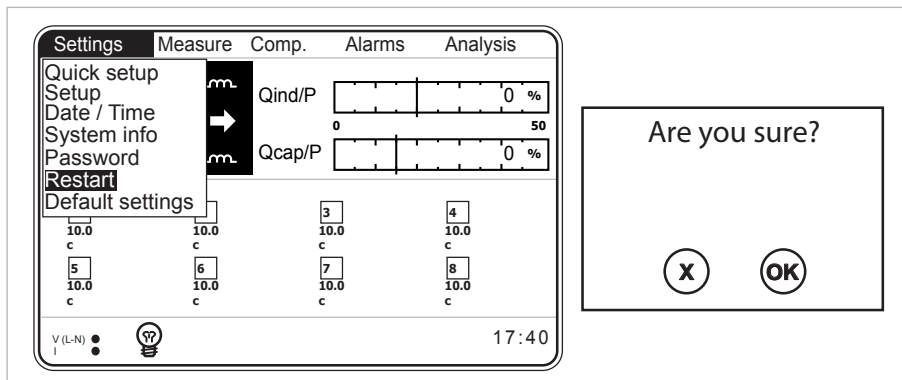 Settings Measure Comp. Alarms Analysis
Quick setup
Setup
Date / Time
System info
Password
Restart
Default settings
Qind/P 0 %
0 50
Qcap/P 0 %
3 4
10.0 10.0 10.0 10.0
c c c c
5 6 7 8
10.0 10.0 10.0 10.0
c c c c
V (L-N)
I
17:40
Are you sure?
X OK